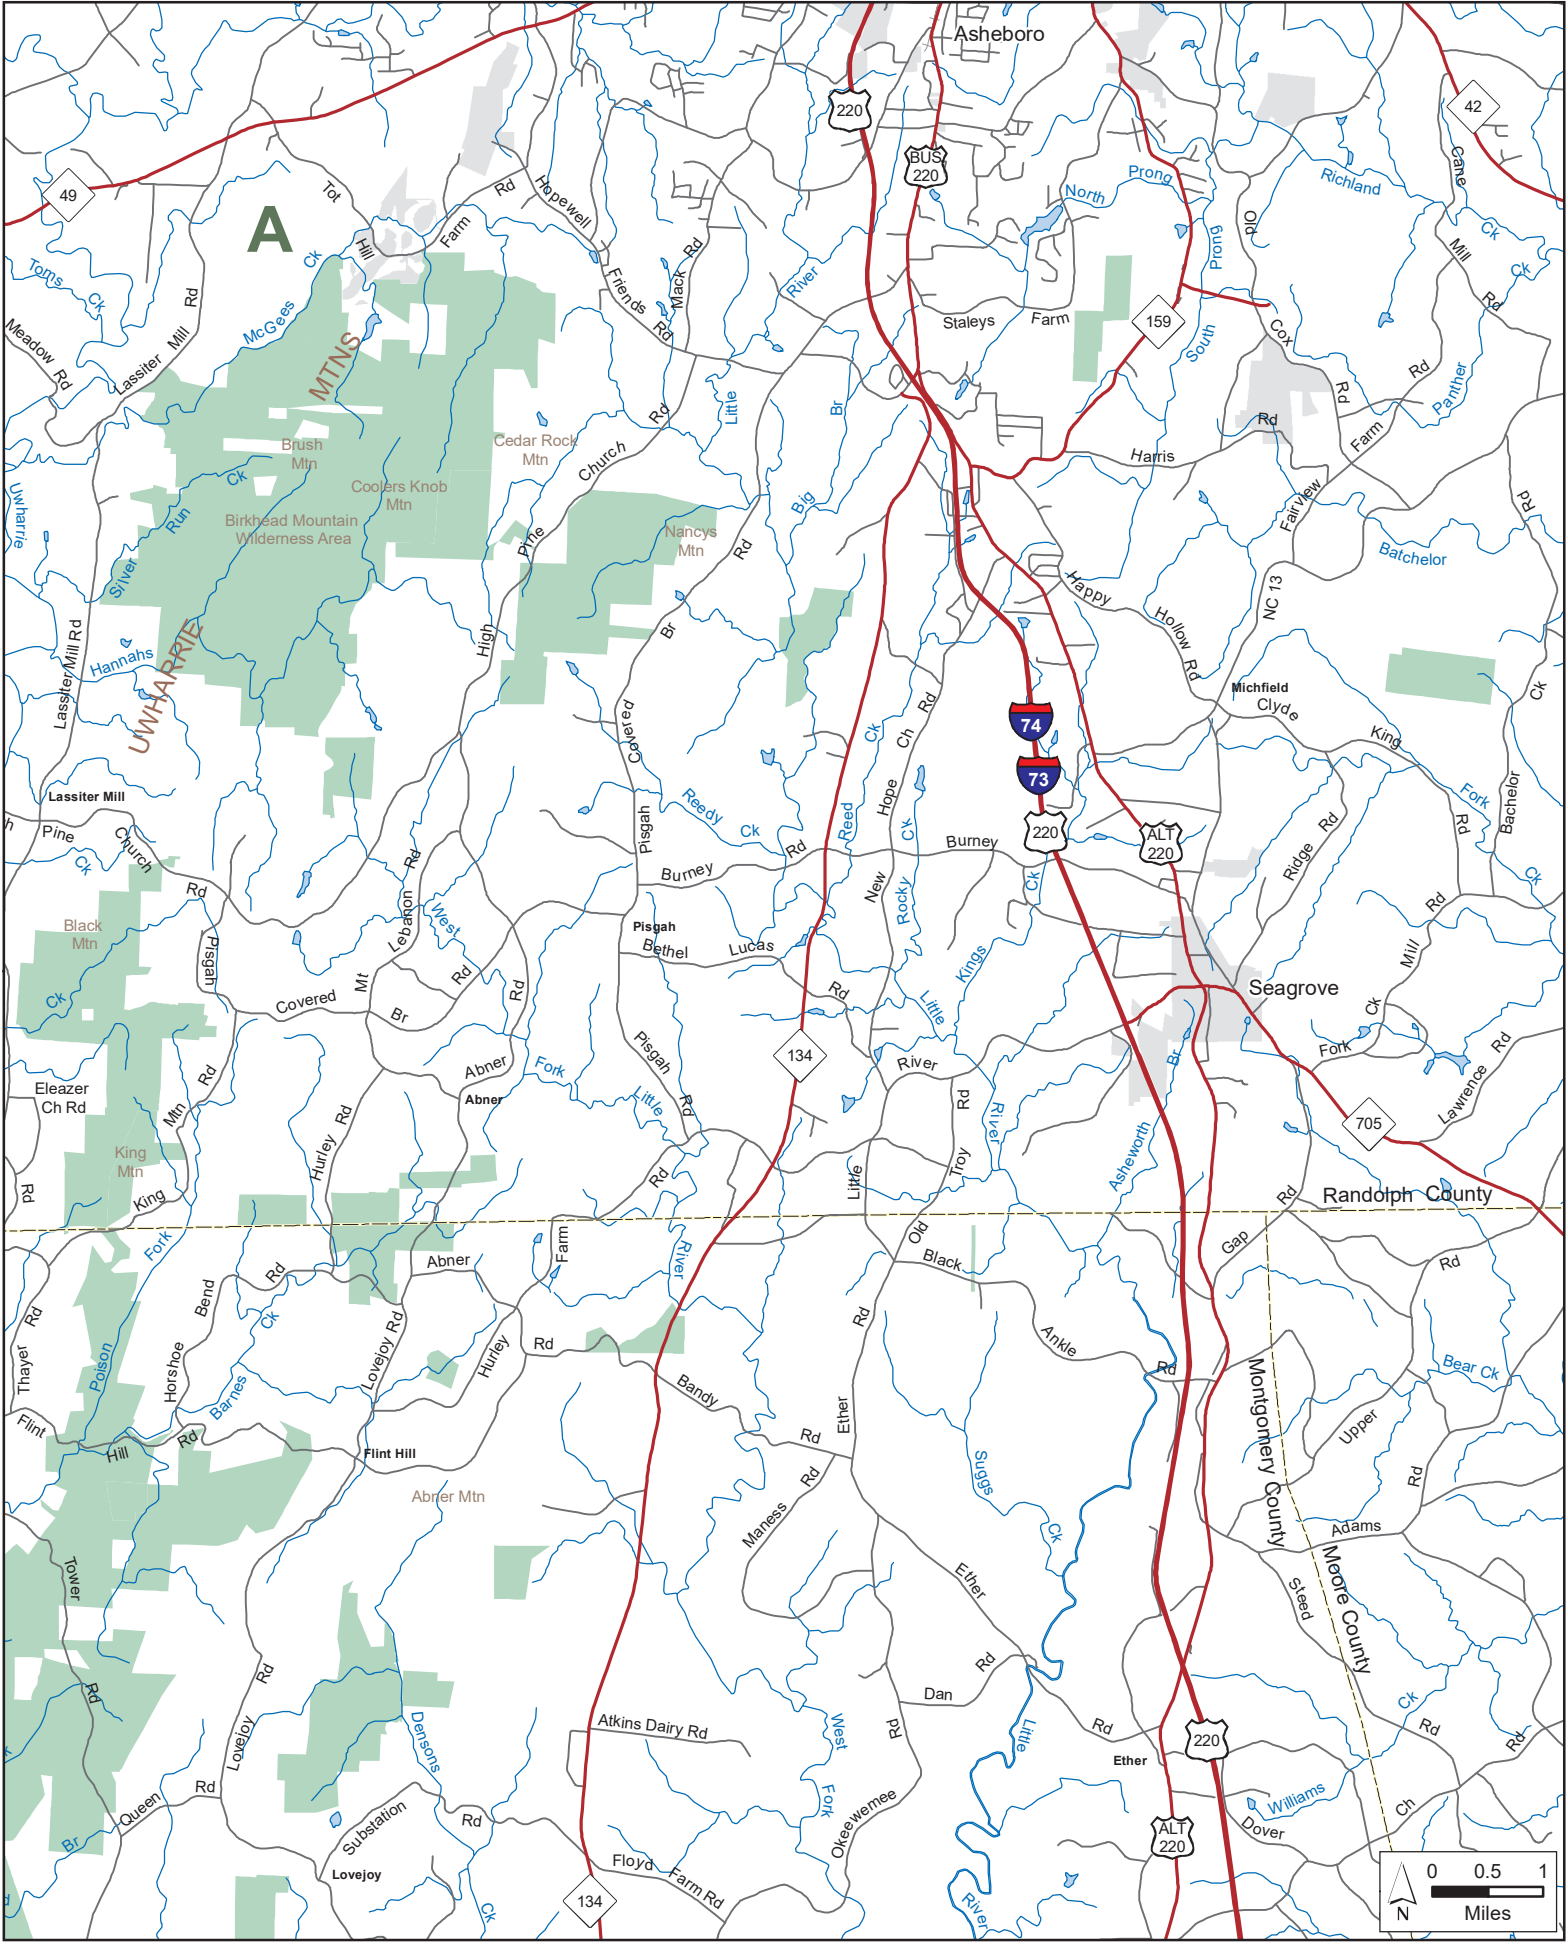 Asheboro
220
BUS
220
42
49
A
Tot
Hill
Farm
Rd
Hopewell
Friends
Rd
Mack Rd
Little
River
North
Prong
Prong
South
Old
Cox
Rd
Richland
Ck
Cane
Mill
Rd
Ck
Toms
Ck
Meadow
Rd
Lassiter
Mill
Rd
McGees
Ck
MTNS
UWHARRIE
Staleys
Farm
159
Panther
Farm
Rd
Harris
Rd
Fairview
Rd
Batchelor
Brush
Mtn
Cedar Rock
Mtn
Coolers Knob
Mtn
Birkhead Mountain
Wilderness Area
Nancys
Mtn
Church
Rd
Pine
High
Big
Br
Uwharrie
Silver
Run
Ck
Hannahs
Lassiter Mill Rd
Rd
Br
Covered
Pisgah
Happy
Hollow
Rd
NC 13
Michfield
Clyde
King
Rd
Fork
Ck
Bachelor
Ck
74
73
220
ALT
220
Lassiter Mill
h
Pine
Church
Rd
Ck
Reedy
Ck
Reed
Ck
Rocky
Ck
New
Hope
Ch
Rd
Burney
Rd
Burney
Ck
Kings
Ridge
Rd
Mill
Rd
Black
Mtn
Ck
Pisgah
Covered
Br
Mt
Lebanon
Rd
West
Rd
Rd
Pisgah
Bethel
Lucas
Rd
Little
River
Seagrove
Fork
Ck
Lawrence
Rd
134
River
Rd
Troy
Old
Pisgah
Rd
Abner
Abner
Fork
Little
Eleazer
Ch Rd
Rd
King
Mtn
King
Mtn
Rd
Hurley
Rd
Br
Asheworth
705
Randolph County
Rd
Gap
Rd
Little
Fork
Poison
Farm
Rd
River
Abner
Black
Ankle
Rd
Thayer
Rd
Horshoe
Bend
Rd
Ck
Barnes
Lovejoy
Rd
Hurley
Rd
Bandy
Rd
Ether
Rd
Montgomery County
Moore County
Bear Ck
Upper
Rd
Flint
Hill
Rd
Flint Hill
Abner Mtn
Maness
Rd
Suggs
Ck
Adams
Steed
Tower
Rd
Ether
Dan
Rd
Rd
Ether
Lovejoy
Rd
Densons
Ck
Atkins Dairy Rd
West
Fork
Rd
Okeewemee
Little
River
220
Ck
Rd
Rd
Ch
Williams
Dover
Queen
Rd
Br
Substation
Rd
Lovejoy
Floyd
Farm Rd
134
ALT
220
N
0 0.5 1
Miles